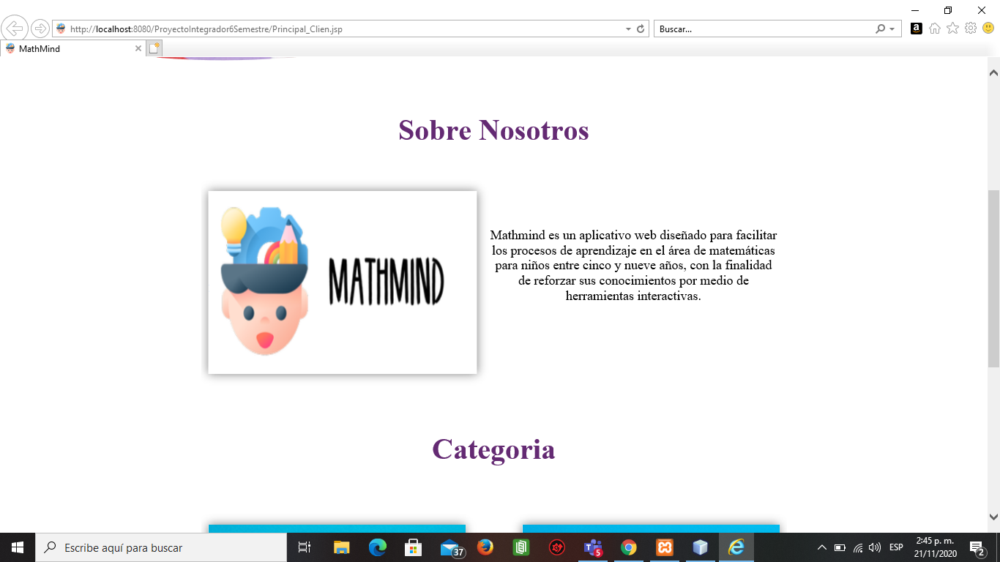 http://localhost:8080/ProyectoIntegrador6Semestre/Principal_Clien.jsp
Buscar...
MathMind
Sobre Nosotros
MATHMIND
Mathmind es un aplicativo web diseñado para facilitar
los procesos de aprendizaje en el área de matemáticas
para niños entre cinco y nueve años, con la finalidad
de reforzar sus conocimientos por medio de
herramientas interactivas.
Categoria
Escribe aquí para buscar
37
5
ESP
2:45 p. m.
21/11/2020
2